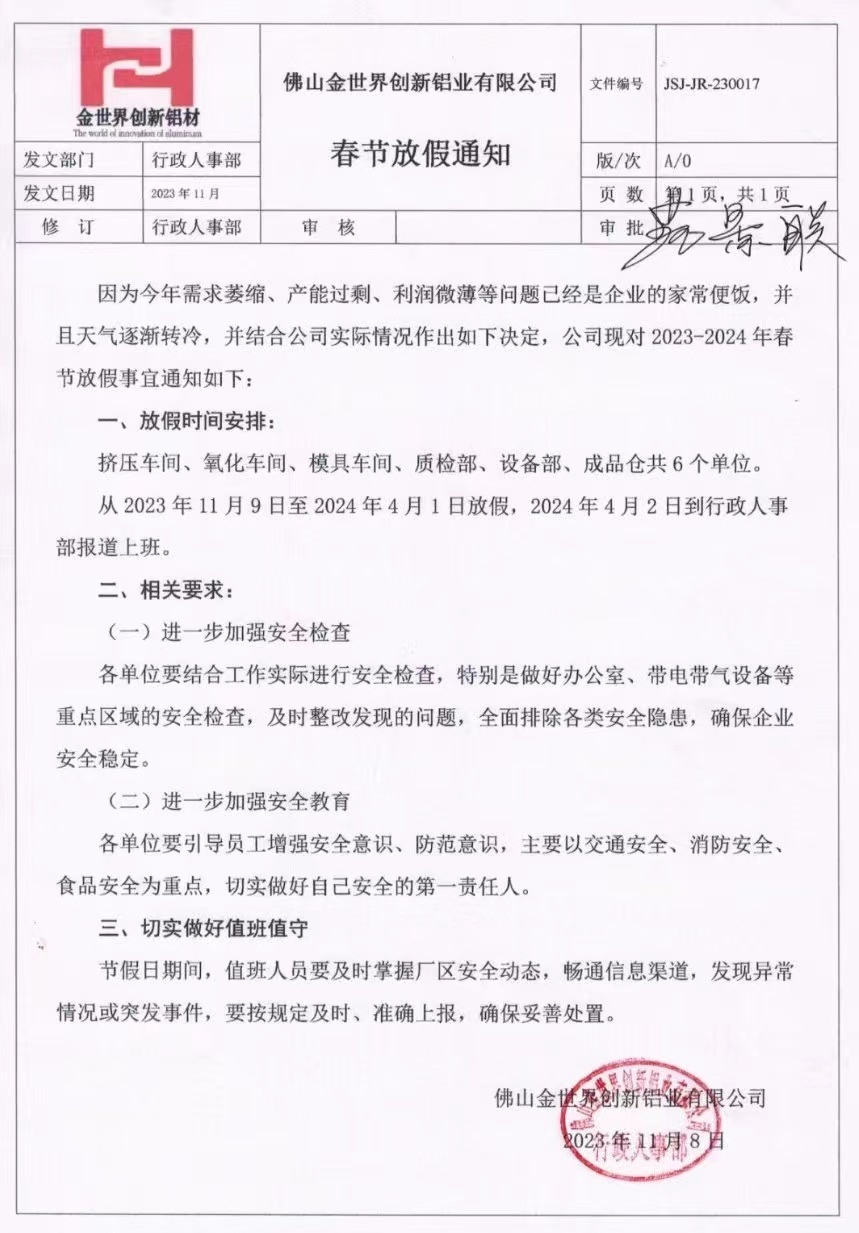 金世界创新铝材
The world of innovation of aluminum
佛山金世界创新铝业有限公司
春节放假通知
文件编号 JSJ-JR-230017
发文部门 行政人事部
版/次 A/0
发文日期 2023年11月
页 数 第1页，共1页
修 订 行政人事部 审 核 审 批
因为今年需求萎缩、产能过剩、利润微薄等问题已经是企业的家常便饭，并
且天气逐渐转冷，并结合公司实际情况作出如下决定，公司现对 2023-2024 年春
节放假事宜通知如下：
一、放假时间安排：
挤压车间、氧化车间、模具车间、质检部、设备部、成品仓共 6 个单位。
从 2023 年 11 月 9 日至 2024 年 4 月 1 日放假，2024 年 4 月 2 日到行政人事
部报道上班。
二、相关要求：
（一）进一步加强安全检查
各单位要结合工作实际进行安全检查，特别是做好办公室、带电带气设备等
重点区域的安全检查，及时整改发现的问题，全面排除各类安全隐患，确保企业
安全稳定。
（二）进一步加强安全教育
各单位要引导员工增强安全意识、防范意识，主要以交通安全、消防安全、
食品安全为重点，切实做好自己安全的第一责任人。
三、切实做好值班值守
节假日期间，值班人员要及时掌握厂区安全动态，畅通信息渠道，发现异常
情况或突发事件，要按规定及时、准确上报，确保妥善处置。
佛山金世界创新铝业有限公司
2023 年 11 月 8 日
佛山金世界创新铝业有限公司
行政人事部